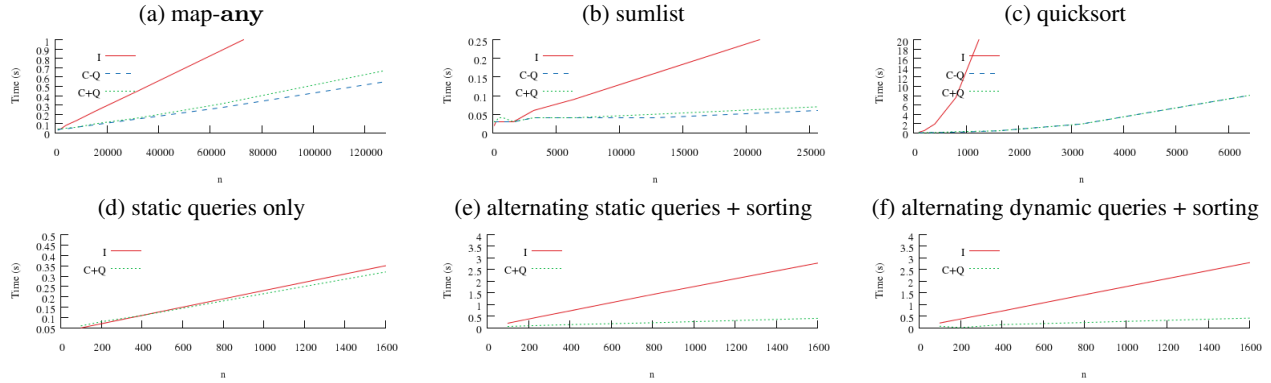 (a) map-any
1
0.9
0.8
0.7
0.6
0.5
0.4
0.3
0.2
0.1
0
Time (s)
I
C-Q
C+Q
0 20000 40000 60000 80000 100000 120000
n
(b) sumlist
0.25
0.2
0.15
0.1
0.05
0
Time (s)
I
C-Q
C+Q
0 5000 10000 15000 20000 25000
n
(c) quicksort
20
18
16
14
12
10
8
6
4
2
0
Time (s)
I
C-Q
C+Q
0 1000 2000 3000 4000 5000 6000
n
(d) static queries only
0.5
0.45
0.4
0.35
0.3
0.25
0.2
0.15
0.1
0.05
Time (s)
I
C+Q
0 200 400 600 800 1000 1200 1400 1600
n
(e) alternating static queries + sorting
4
3.5
3
2.5
2
1.5
1
0.5
0
Time (s)
I
C+Q
0 200 400 600 800 1000 1200 1400 1600
n
(f) alternating dynamic queries + sorting
4
3.5
3
2.5
2
1.5
1
0.5
0
Time (s)
I
C+Q
0 200 400 600 800 1000 1200 1400 1600
n